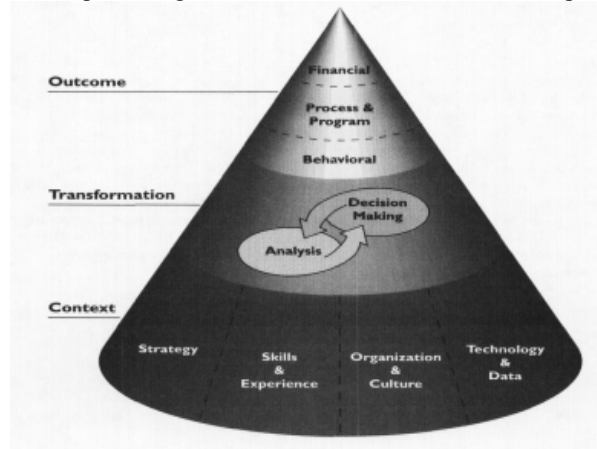 Outcome
Financial
Process &
Program
Behavioral
Transformation
Decision
Making
Analysis
Context
Strategy
Skills
&
Experience
Organization
&
Culture
Technology
&
Data